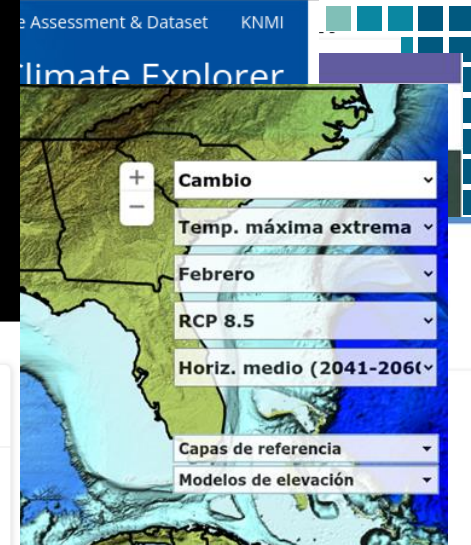 e Assessment & Dataset KNMI
Climate Explorer
+
−
Cambio
Temp. máxima extrema
Febrero
RCP 8.5
Horiz. medio (2041-206
Capas de referencia
Modelos de elevación